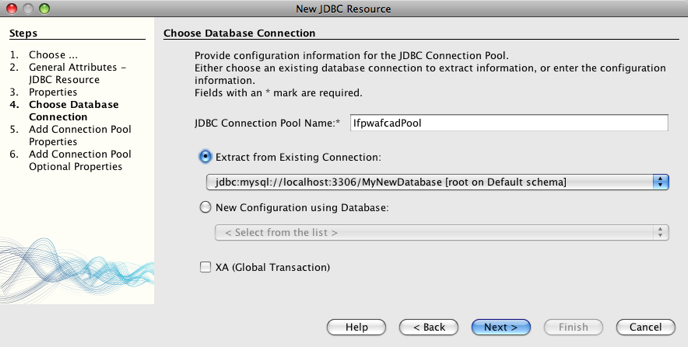 New JDBC Resource
Steps
1. Choose ...
2. General Attributes –
JDBC Resource
3. Properties
4. Choose Database
Connection
5. Add Connection Pool
Properties
6. Add Connection Pool
Optional Properties
Choose Database Connection
Provide configuration information for the JDBC Connection Pool.
Either choose an existing database connection to extract information, or enter the configuration
information.
Fields with an * mark are required.
JDBC Connection Pool Name:* IfpwafcadPool
Extract from Existing Connection:
jdbc:mysql://localhost:3306/MyNewDatabase [root on Default schema]
New Configuration using Database:
< Select from the list >
XA (Global Transaction)
Help
< Back
Next >
Finish
Cancel